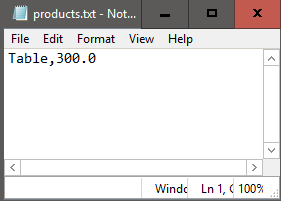 products.txt - Not...
File Edit Format View Help
Table,300.0
Windo Ln 1, C 100%